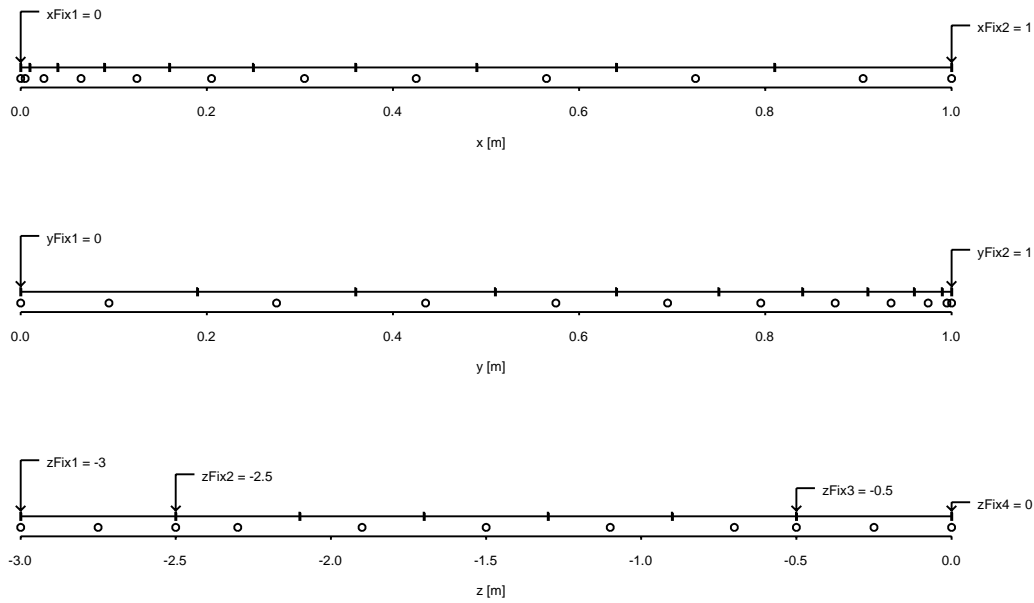 xFix1 = 0
xFix2 = 1
0.0 0.2 0.4 0.6 0.8 1.0
x [m]
yFix1 = 0
yFix2 = 1
0.0 0.2 0.4 0.6 0.8 1.0
y [m]
zFix1 = -3
zFix2 = -2.5
zFix3 = -0.5
zFix4 = 0
-3.0 -2.5 -2.0 -1.5 -1.0 -0.5 0.0
z [m]